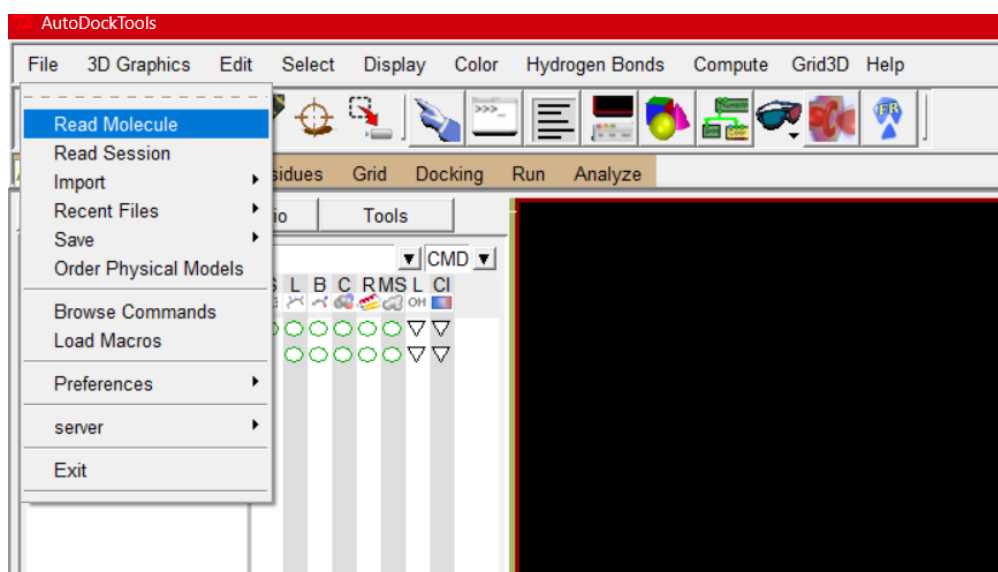 AutoDockTools
File 3D Graphics Edit Select Display Color Hydrogen Bonds Compute Grid3D Help
Read Molecule
Read Session
Import
Recent Files
Save
Order Physical Models
Browse Commands
Load Macros
Preferences
server
Exit
>>>_
Grid Docking Run Analyze
Tools
CMD
L B C R MS L Cl
OH